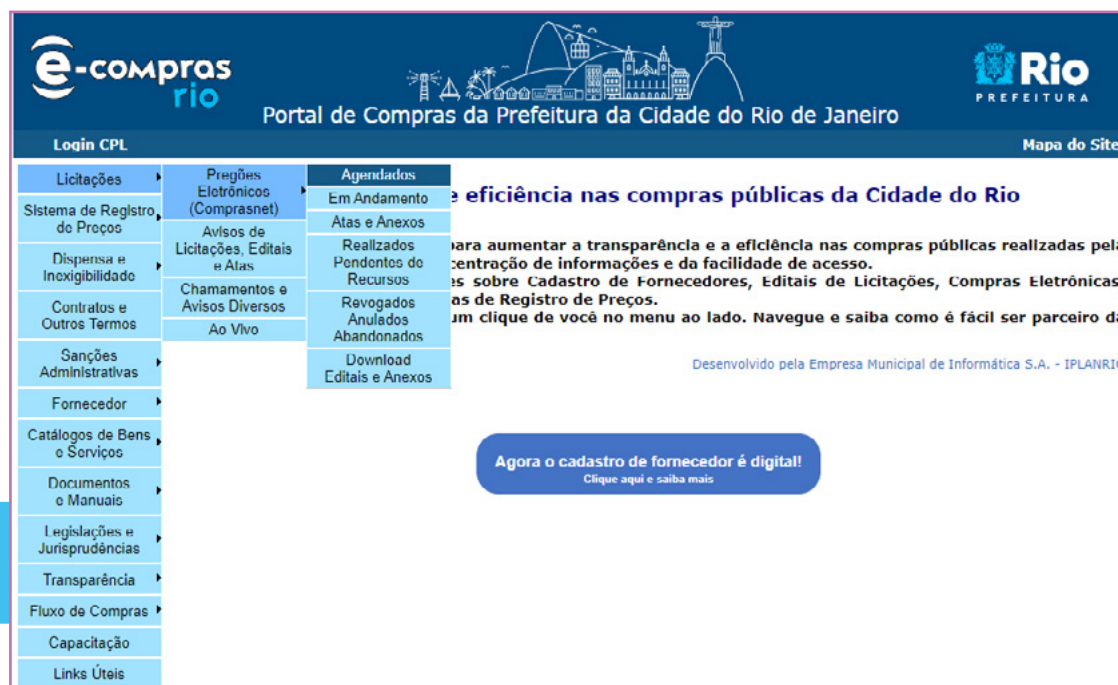 e-compras
rio
Portal de Compras da Prefeitura da Cidade do Rio de Janeiro
Rio
PREFEITURA
Login CPL
Mapa do Site
Licitações
Sistema de Registro
de Preços
Dispensa e
Inexigibilidade
Contratos e
Outros Termos
Sanções
Administrativas
Fornecedor
Catálogos de Bens
e Serviços
Documentos
e Manuais
Legislações e
Jurisprudências
Transparência
Fluxo de Compras
Capacitação
Links Úteis
Pregões
Eletrônicos
(Comprasnet)
Avisos de
Licitações, Editais
e Atas
Chamamentos e
Avisos Diversos
Ao Vivo
Agendados
Em Andamento
Atas e Anexos
Realizados
Pendentes de
Recursos
Revogados
Anulados
Abandonados
Download
Editais e Anexos
e eficiência nas compras públicas da Cidade do Rio
para aumentar a transparência e a eficiência nas compras públicas realizadas pela
centração de informações e da facilidade de acesso.
es sobre Cadastro de Fornecedores, Editais de Licitações, Compras Eletrônicas
as de Registro de Preços.
um clique de você no menu ao lado. Navegue e saiba como é fácil ser parceiro da
Desenvolvido pela Empresa Municipal de Informática S.A. - IPLANRIO
Agora o cadastro de fornecedor é digital!
Clique aqui e saiba mais